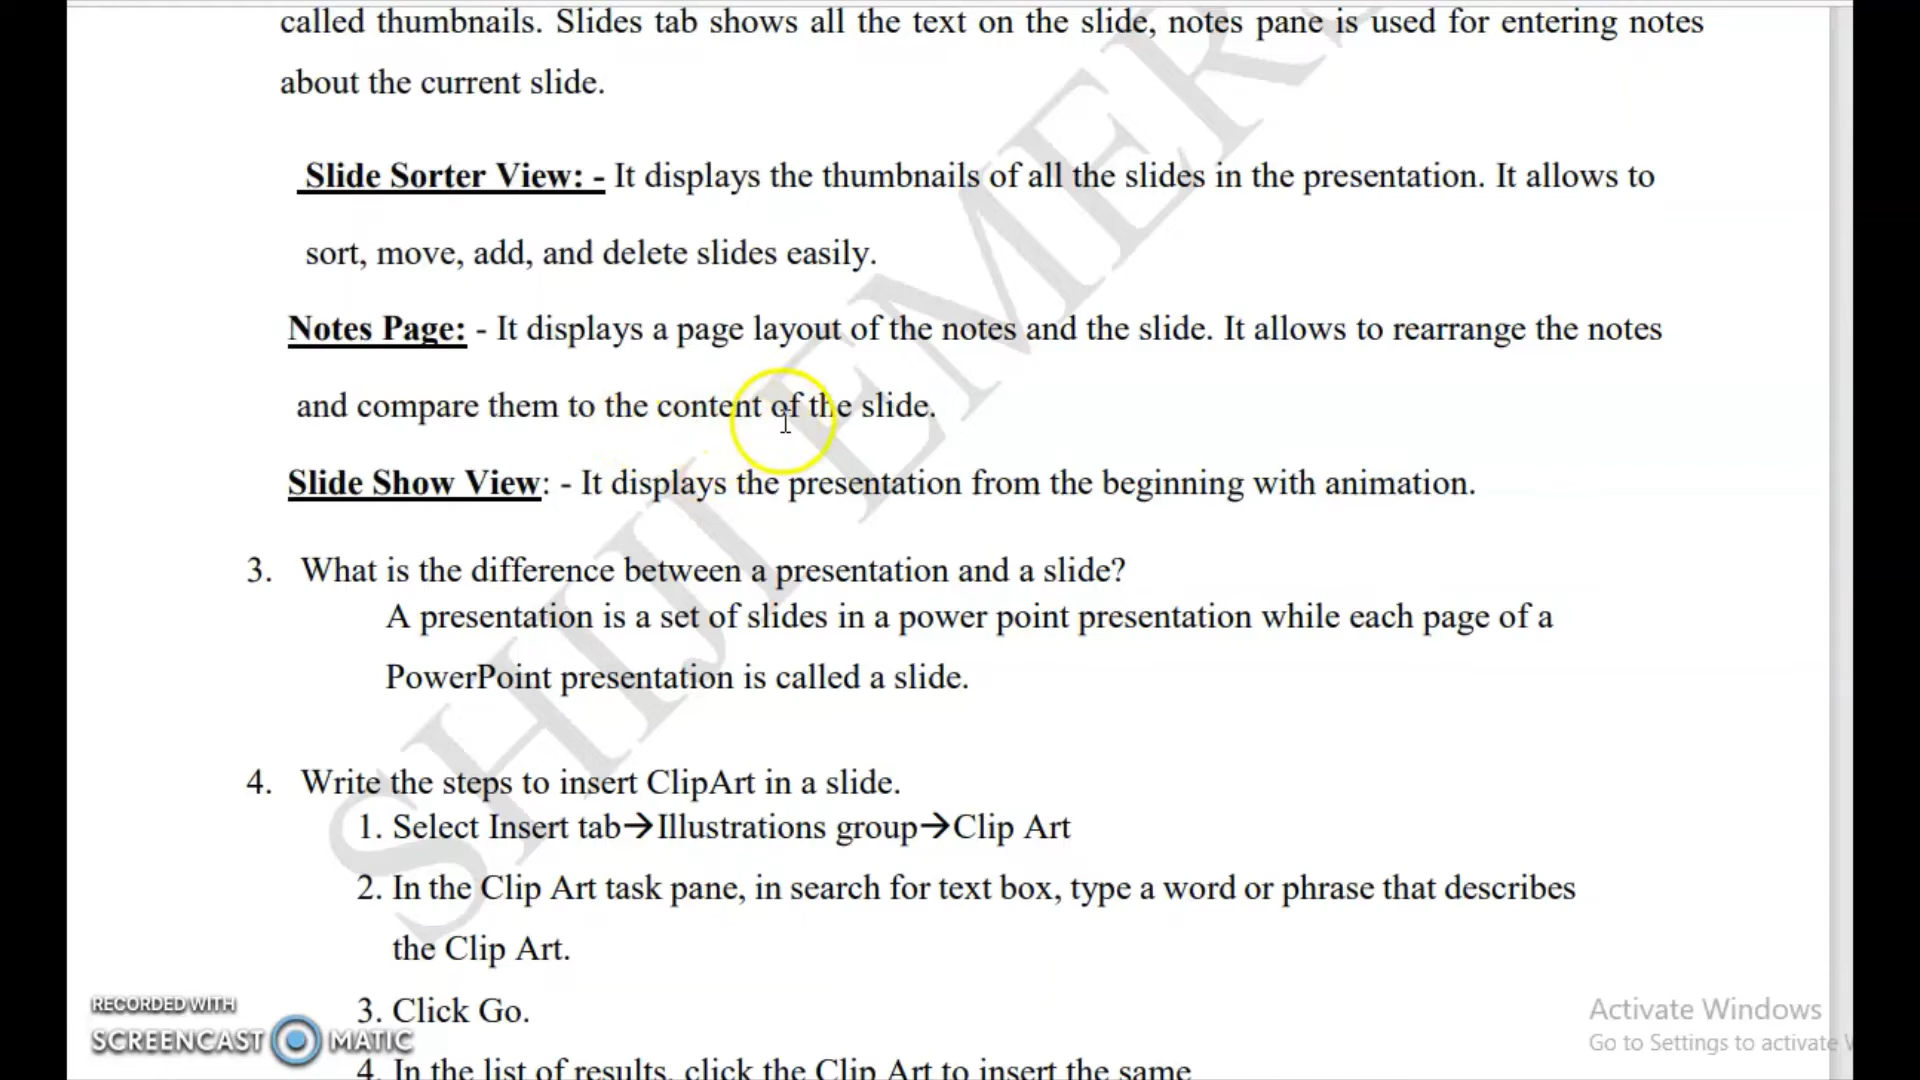 called thumbnails. Slides tab shows all the text on the slide, notes pane is used for entering notes
about the current slide.
Slide Sorter View: - It displays the thumbnails of all the slides in the presentation. It allows to
sort, move, add, and delete slides easily.
Notes Page: - It displays a page layout of the notes and the slide. It allows to rearrange the notes
and compare them to the content of the slide.
Slide Show View: - It displays the presentation from the beginning with animation.
3. What is the difference between a presentation and a slide?
A presentation is a set of slides in a power point presentation while each page of a
PowerPoint presentation is called a slide.
4. Write the steps to insert ClipArt in a slide.
1. Select Insert tab→Illustrations group→Clip Art
2. In the Clip Art task pane, in search for text box, type a word or phrase that describes
the Clip Art.
3. Click Go.
4. In the list of results, click the Clip Art to insert the same
RECORDED WITH
SCREENCAST MATIC
Activate Windows
Go to Settings to activate
SHIJI EMER